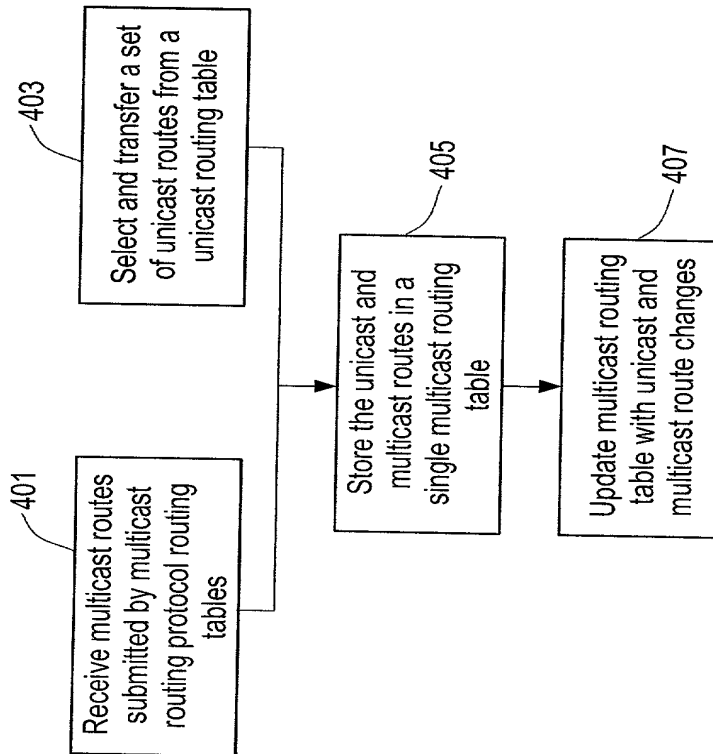 401
Receive multicast routes
submitted by multicast
routing protocol routing
tables
403
Select and transfer a set
of unicast routes from a
unicast routing table
405
Store the unicast and
multicast routes in a
single multicast routing
table
407
Update multicast routing
table with unicast and
multicast route changes